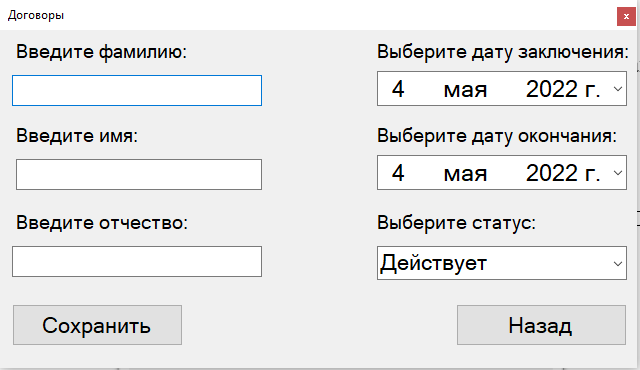 Договоры
Введите фамилию:
Выберите дату заключения:
4 мая 2022 г.
Введите имя:
Выберите дату окончания:
4 мая 2022 г.
Введите отчество:
Выберите статус:
Действует
Сохранить
Назад